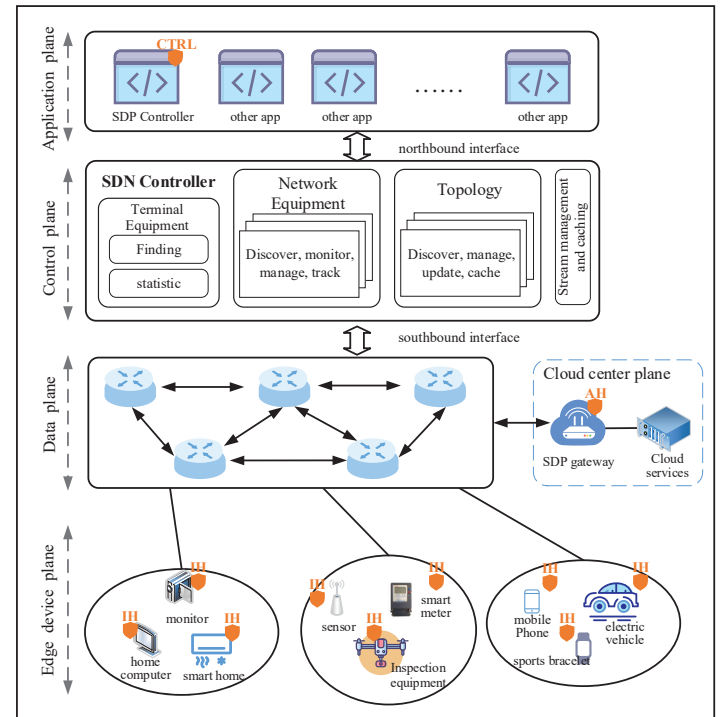 Application plane
CTRL
SDP Controller
other app
other app
......
other app
northbound interface
Control plane
SDN Controller
Terminal
Equipment
Finding
statistic
Network
Equipment
Discover, monitor,
manage, track
Topology
Discover, manage,
update, cache
Stream management
and caching
southbound interface
Data plane
Cloud center plane
AH
SDP gateway
Cloud
services
Edge device plane
IH
monitor
IH
home
computer
IH
smart home
IH
sensor
IH
smart
meter
IH
Inspection
equipment
IH
mobile
Phone
IH
electric
vehicle
IH
sports bracelet